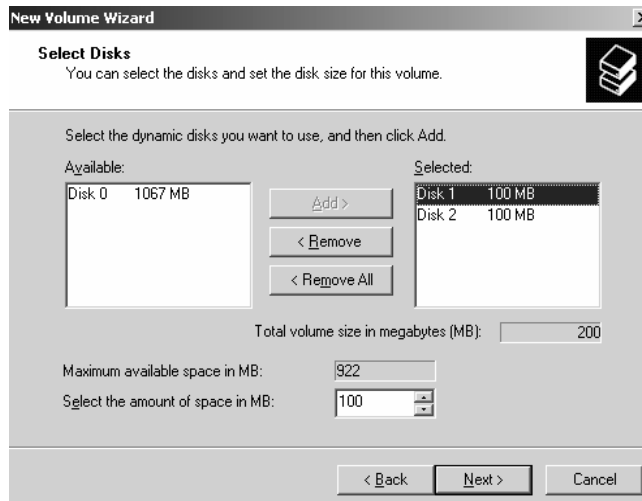 New Volume Wizard
Select Disks
You can select the disks and set the disk size for this volume.
Select the dynamic disks you want to use, and then click Add.
Available:
Selected:
Disk 0 1067 MB
Add >
Disk 1 100 MB
Disk 2 100 MB
< Remove
< Remove All
Total volume size in megabytes (MB): 200
Maximum available space in MB: 922
Select the amount of space in MB: 100
< Back
Next >
Cancel